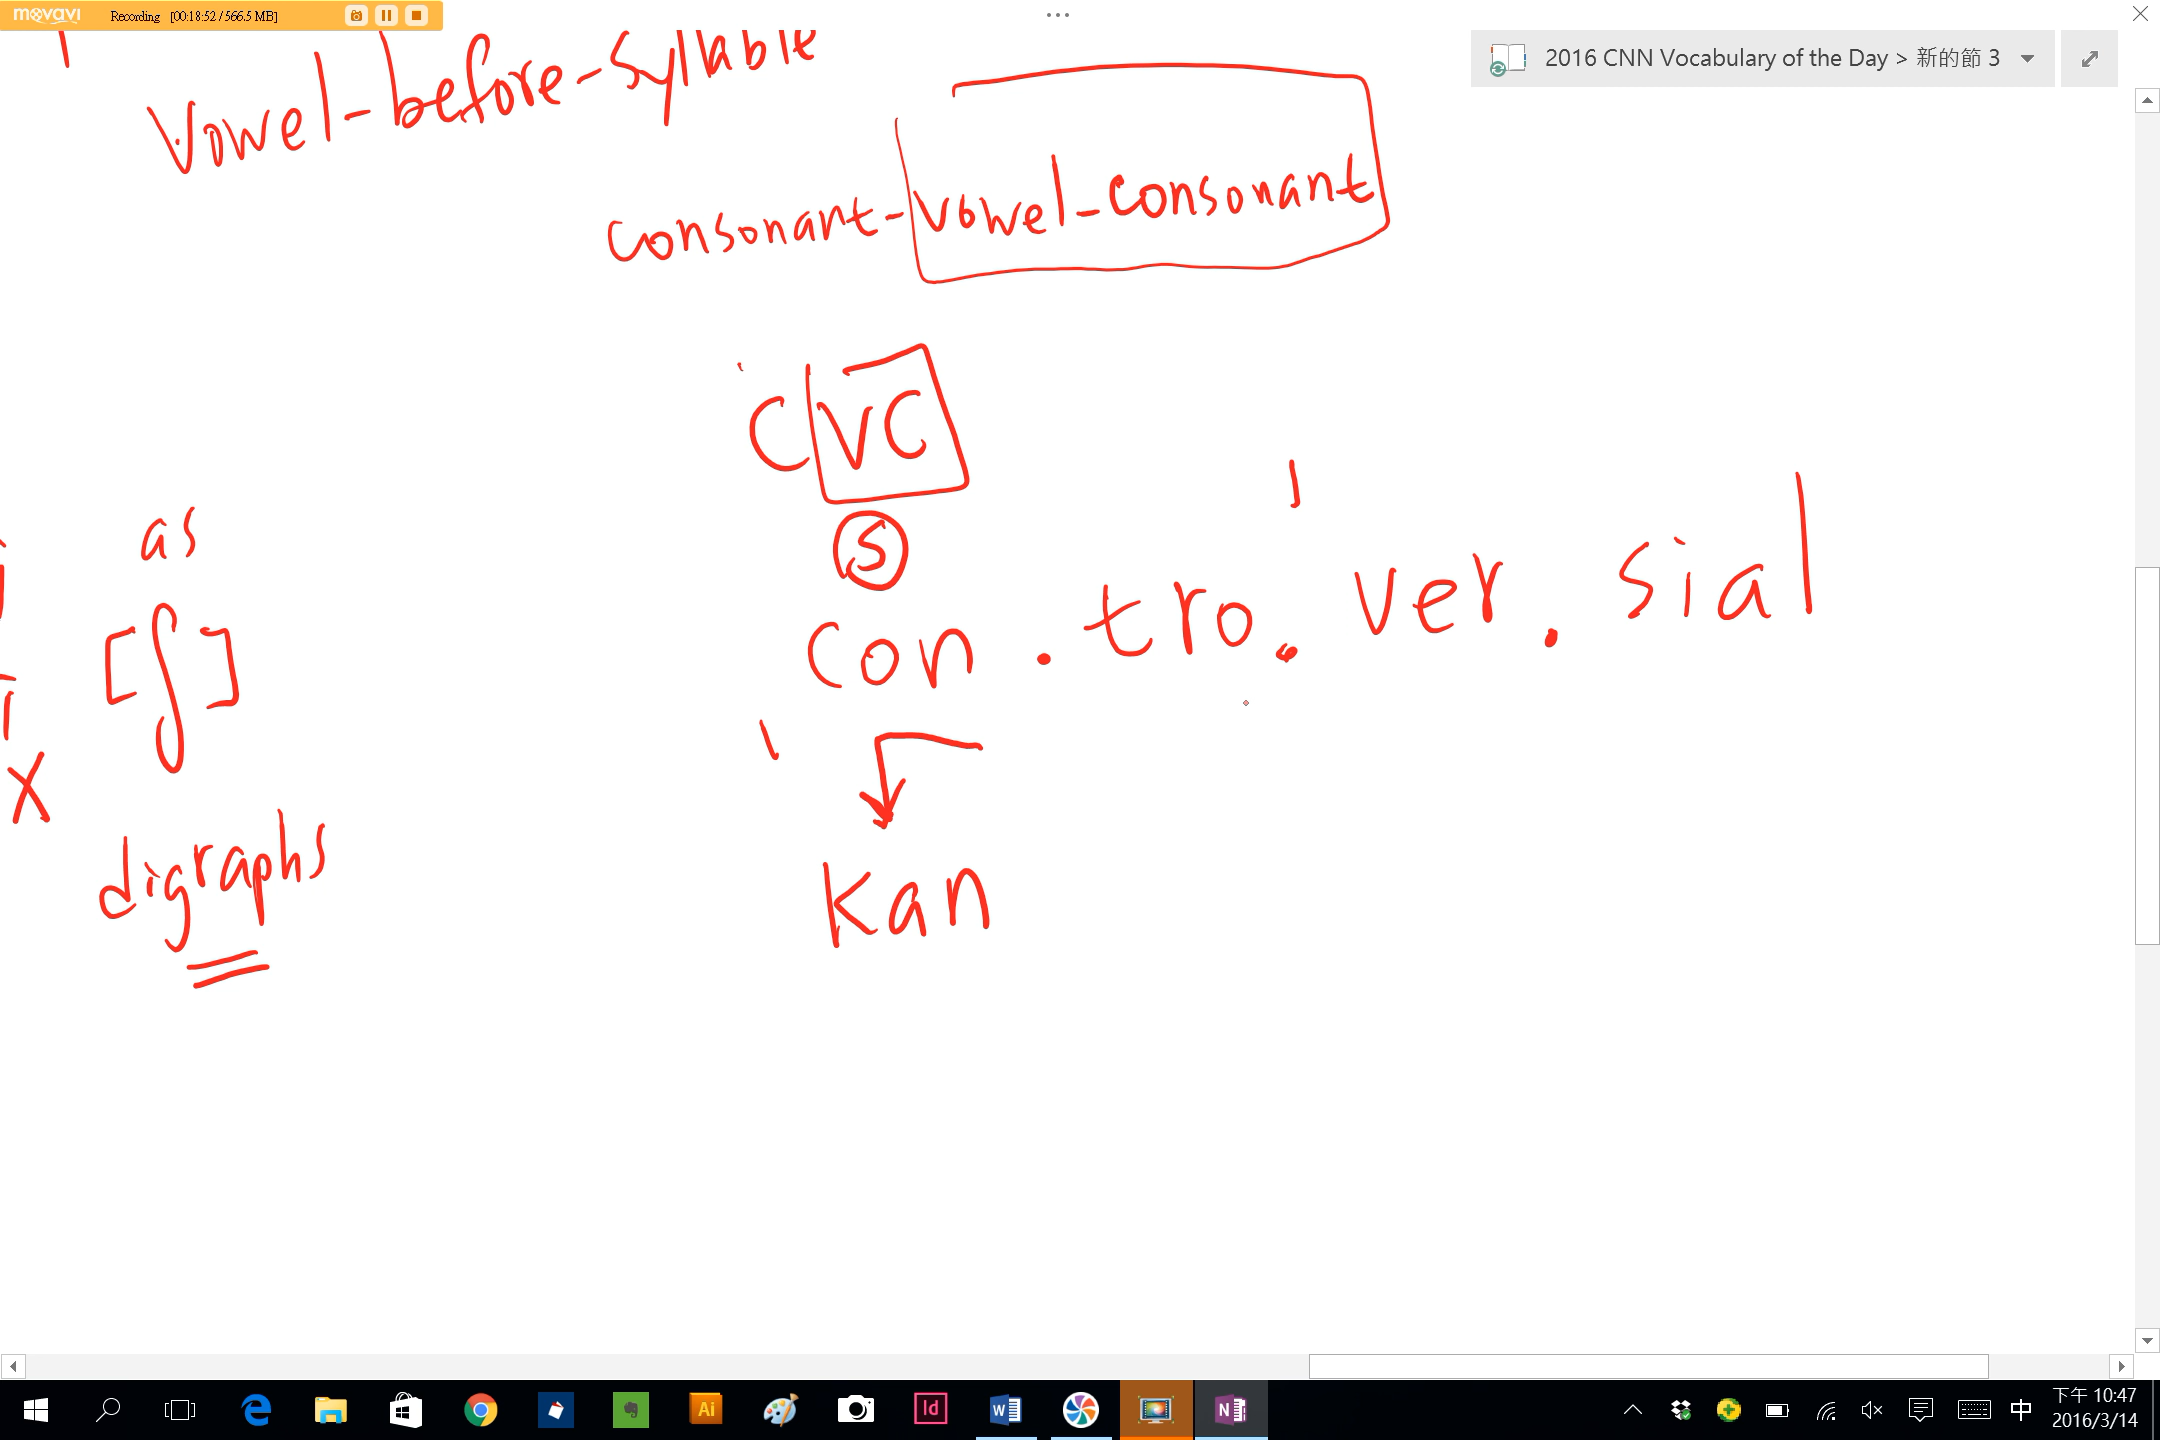 movavi Recording [00:18:52 / 566.5 MB]
2016 CNN Vocabulary of the Day > 新的節 3
Vowel-before-syllable
consonant-vowel-consonant
CVC
S
as
con . tro . ver . sial
[ʃ]
X
kan
digraphs
Ai
Id
W
N
中
下午 10:47
2016/3/14